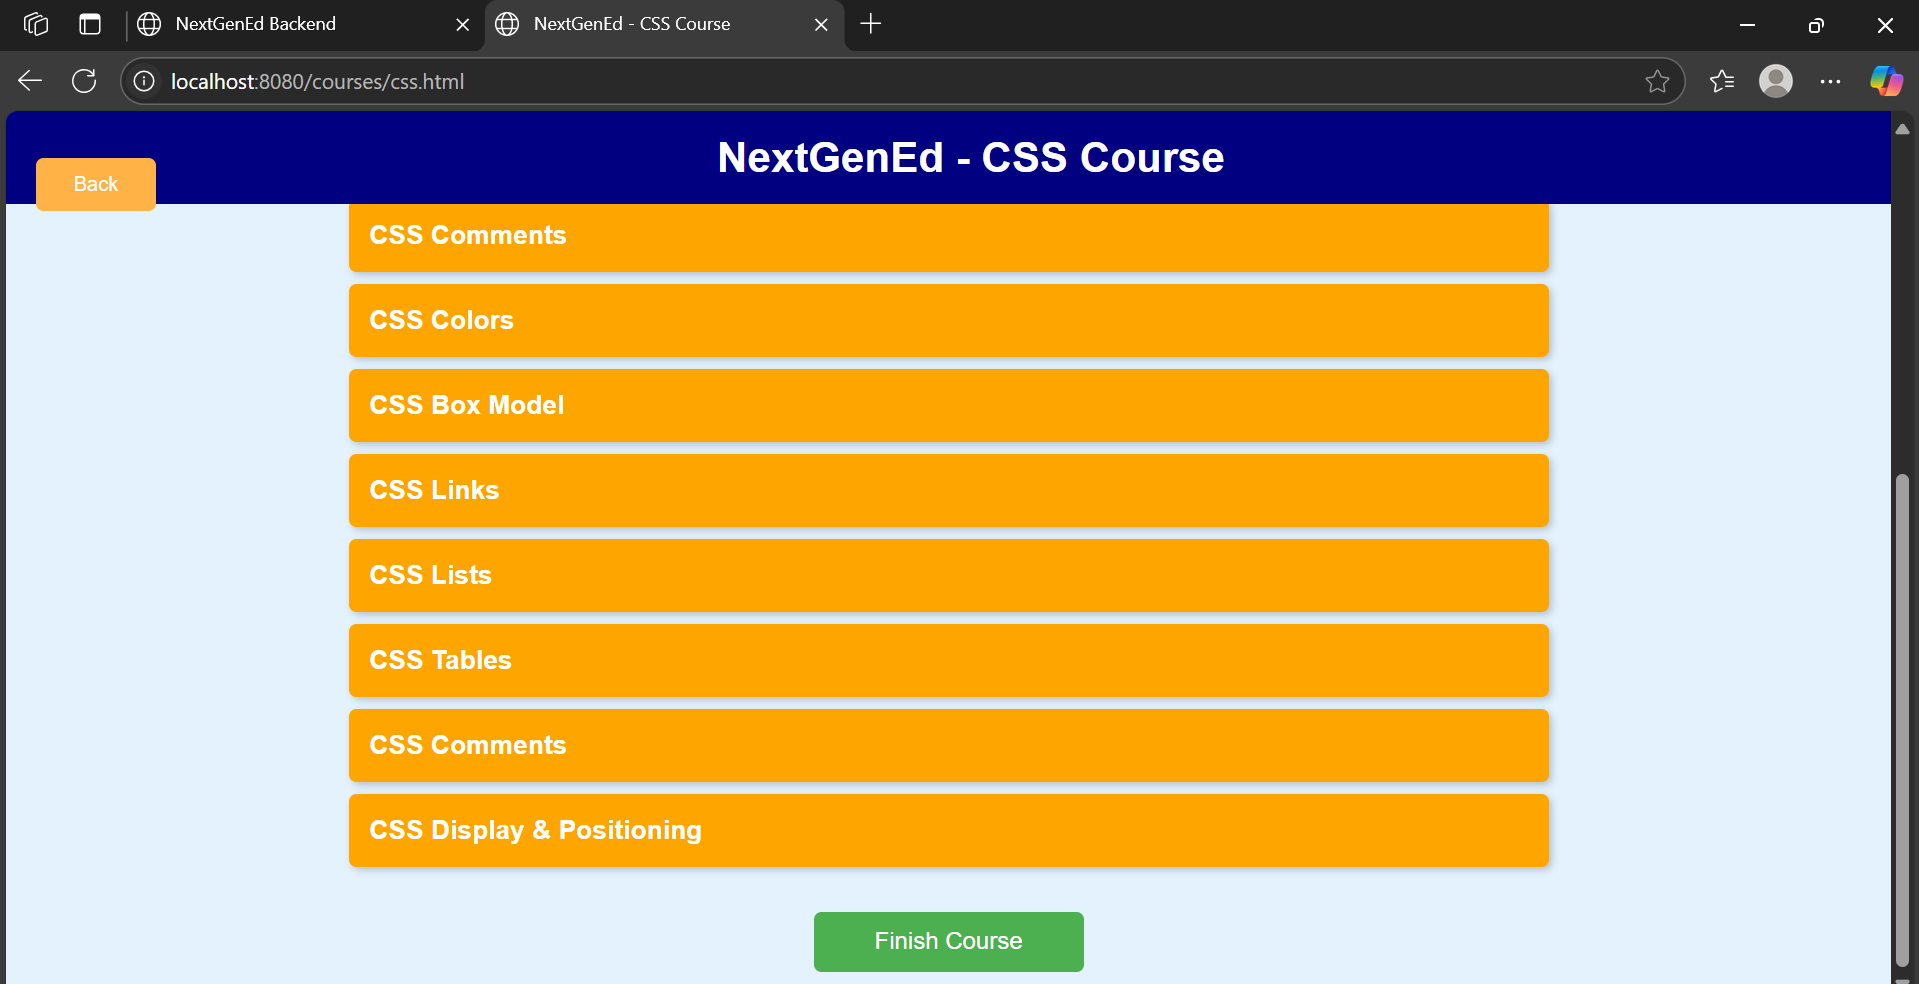 NextGenEd Backend
NextGenEd - CSS Course
localhost:8080/courses/css.html
NextGenEd - CSS Course
Back
CSS Comments
CSS Colors
CSS Box Model
CSS Links
CSS Lists
CSS Tables
CSS Comments
CSS Display & Positioning
Finish Course